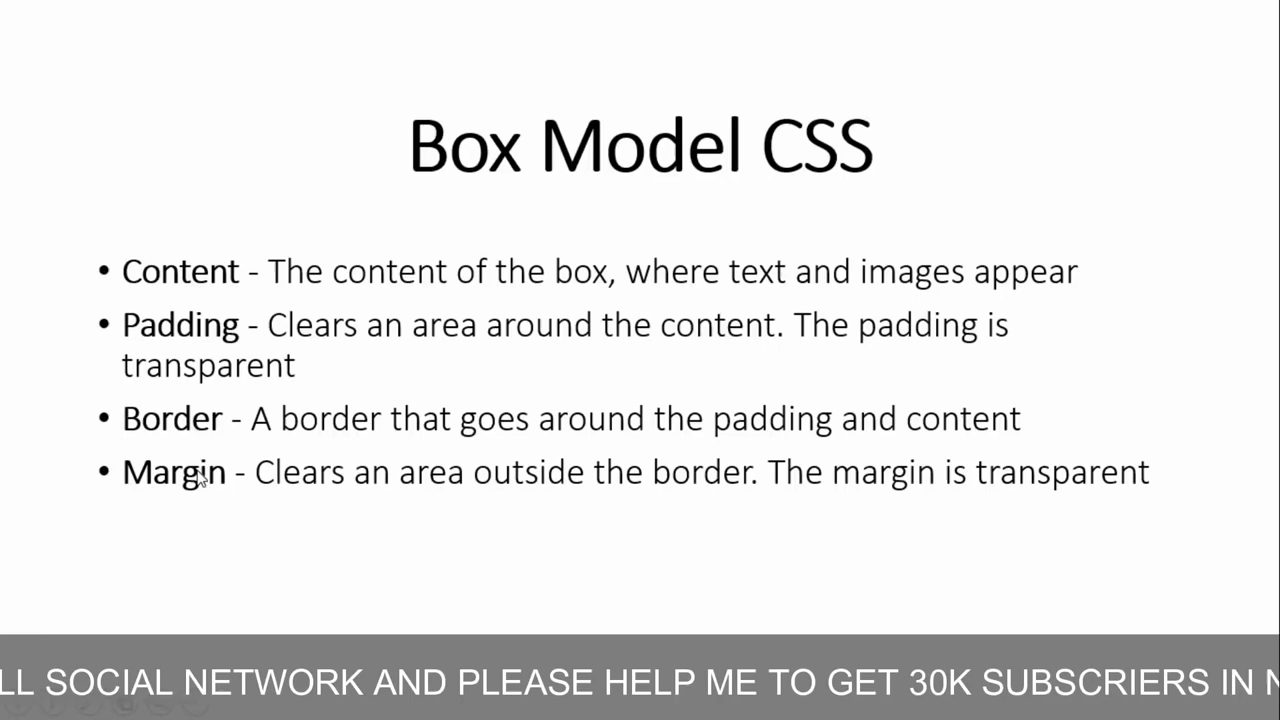 Box Model CSS
• Content - The content of the box, where text and images appear
• Padding - Clears an area around the content. The padding is
transparent
• Border - A border that goes around the padding and content
• Margin - Clears an area outside the border. The margin is transparent
LL SOCIAL NETWORK AND PLEASE HELP ME TO GET 30K SUBSCRIERS IN N